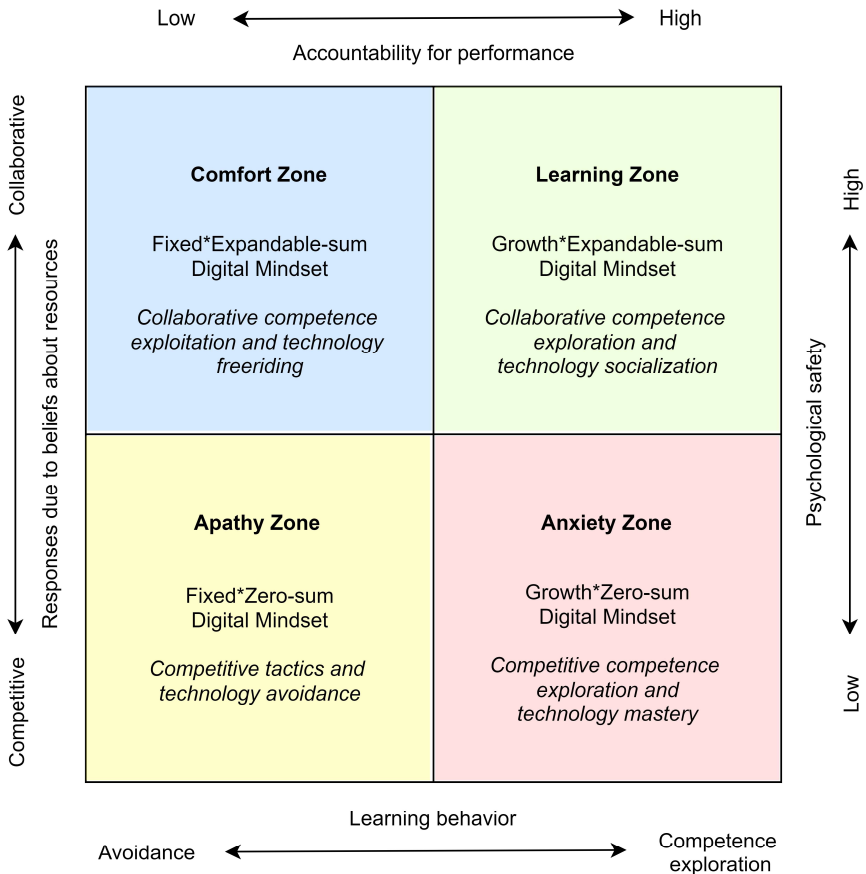 Low
High
Accountability for performance
Collaborative
Responses due to beliefs about resources
Competitive
Comfort Zone
Fixed*Expandable-sum
Digital Mindset
Collaborative competence
exploitation and technology
freeriding
Learning Zone
Growth*Expandable-sum
Digital Mindset
Collaborative competence
exploration and
technology socialization
Apathy Zone
Fixed*Zero-sum
Digital Mindset
Competitive tactics and
technology avoidance
Anxiety Zone
Growth*Zero-sum
Digital Mindset
Competitive competence
exploration and
technology mastery
High
Psychological safety
Low
Learning behavior
Avoidance
Competence
exploration